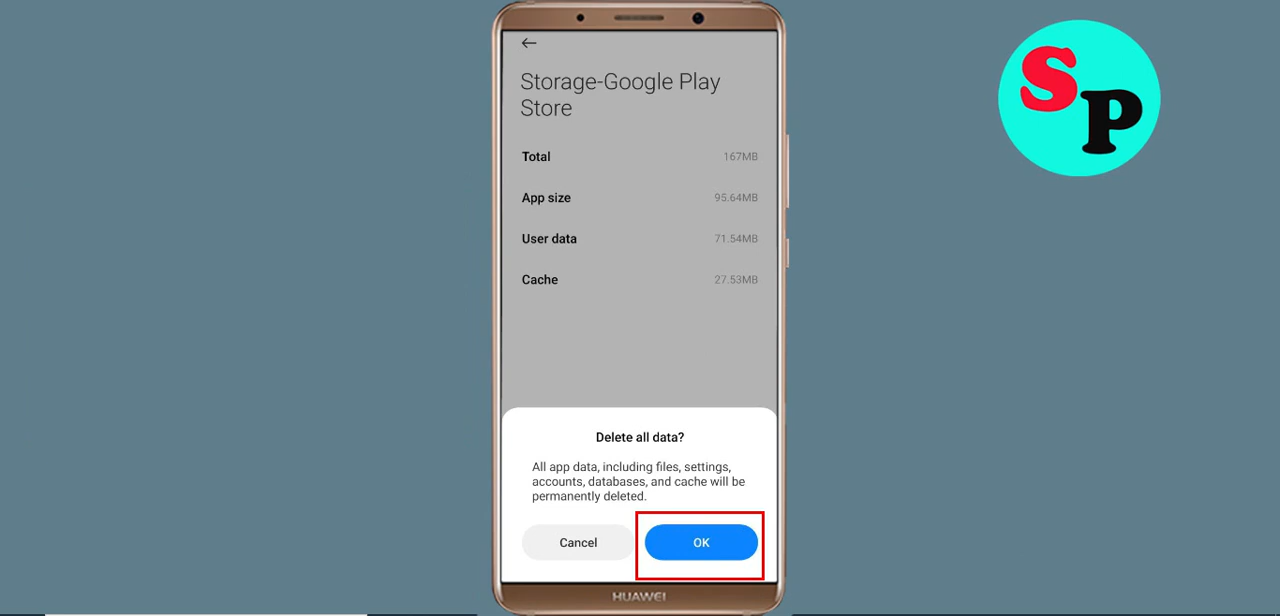 Storage-Google Play
Store
Total 167MB
App size 95.64MB
User data 71.54MB
Cache 27.53MB
Delete all data?
All app data, including files, settings,
accounts, databases, and cache will be
permanently deleted.
Cancel OK
HUAWEI
SP